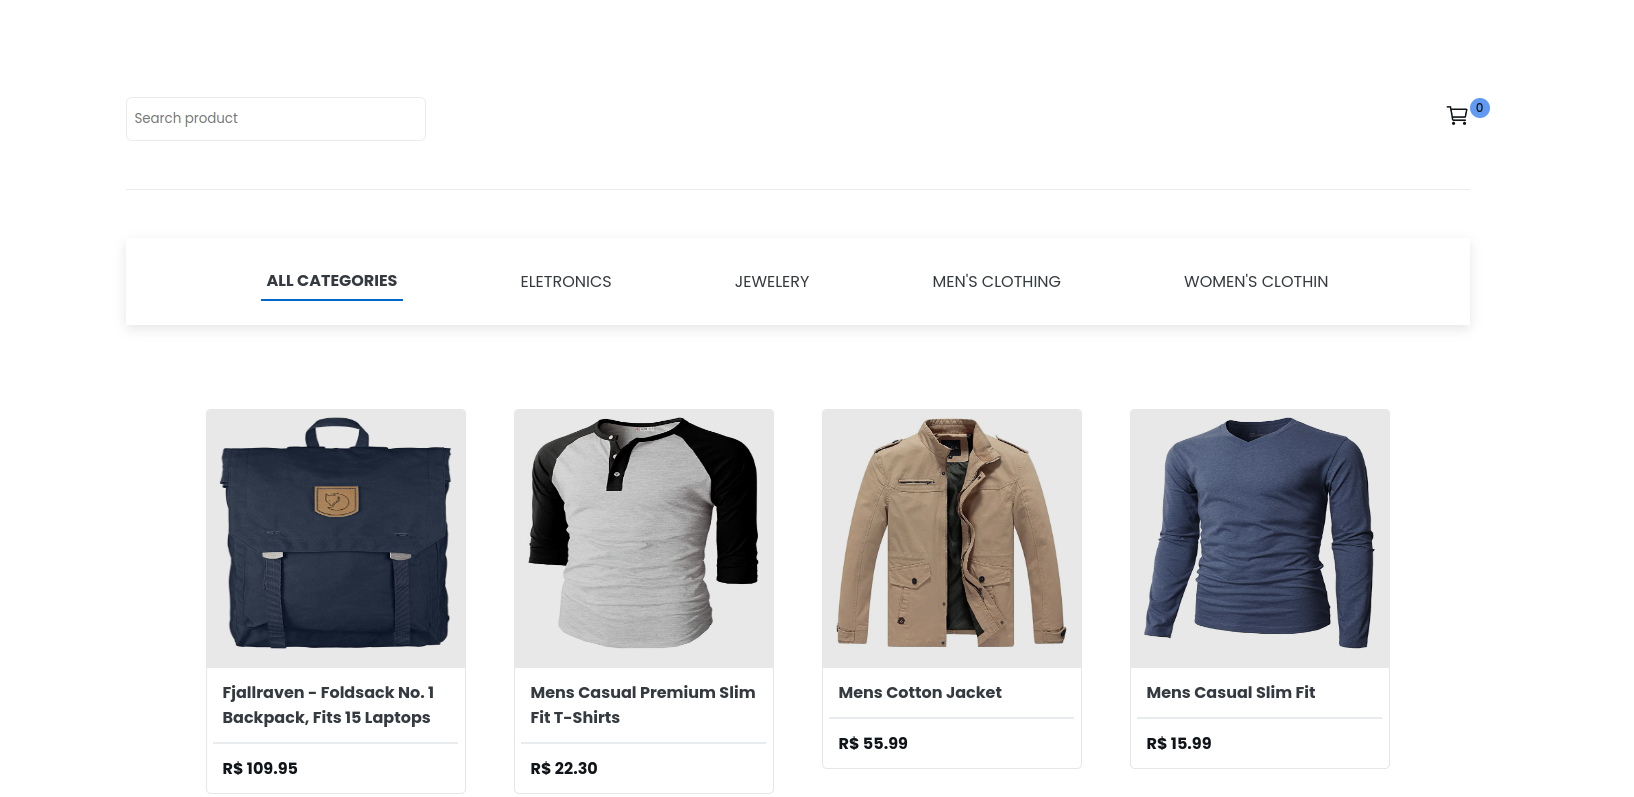 Search product
0
ALL CATEGORIES
ELETRONICS
JEWELERY
MEN'S CLOTHING
WOMEN'S CLOTHIN
Fjallraven - Foldsack No. 1
Backpack, Fits 15 Laptops
R$ 109.95
Mens Casual Premium Slim
Fit T-Shirts
R$ 22.30
Mens Cotton Jacket
R$ 55.99
Mens Casual Slim Fit
R$ 15.99